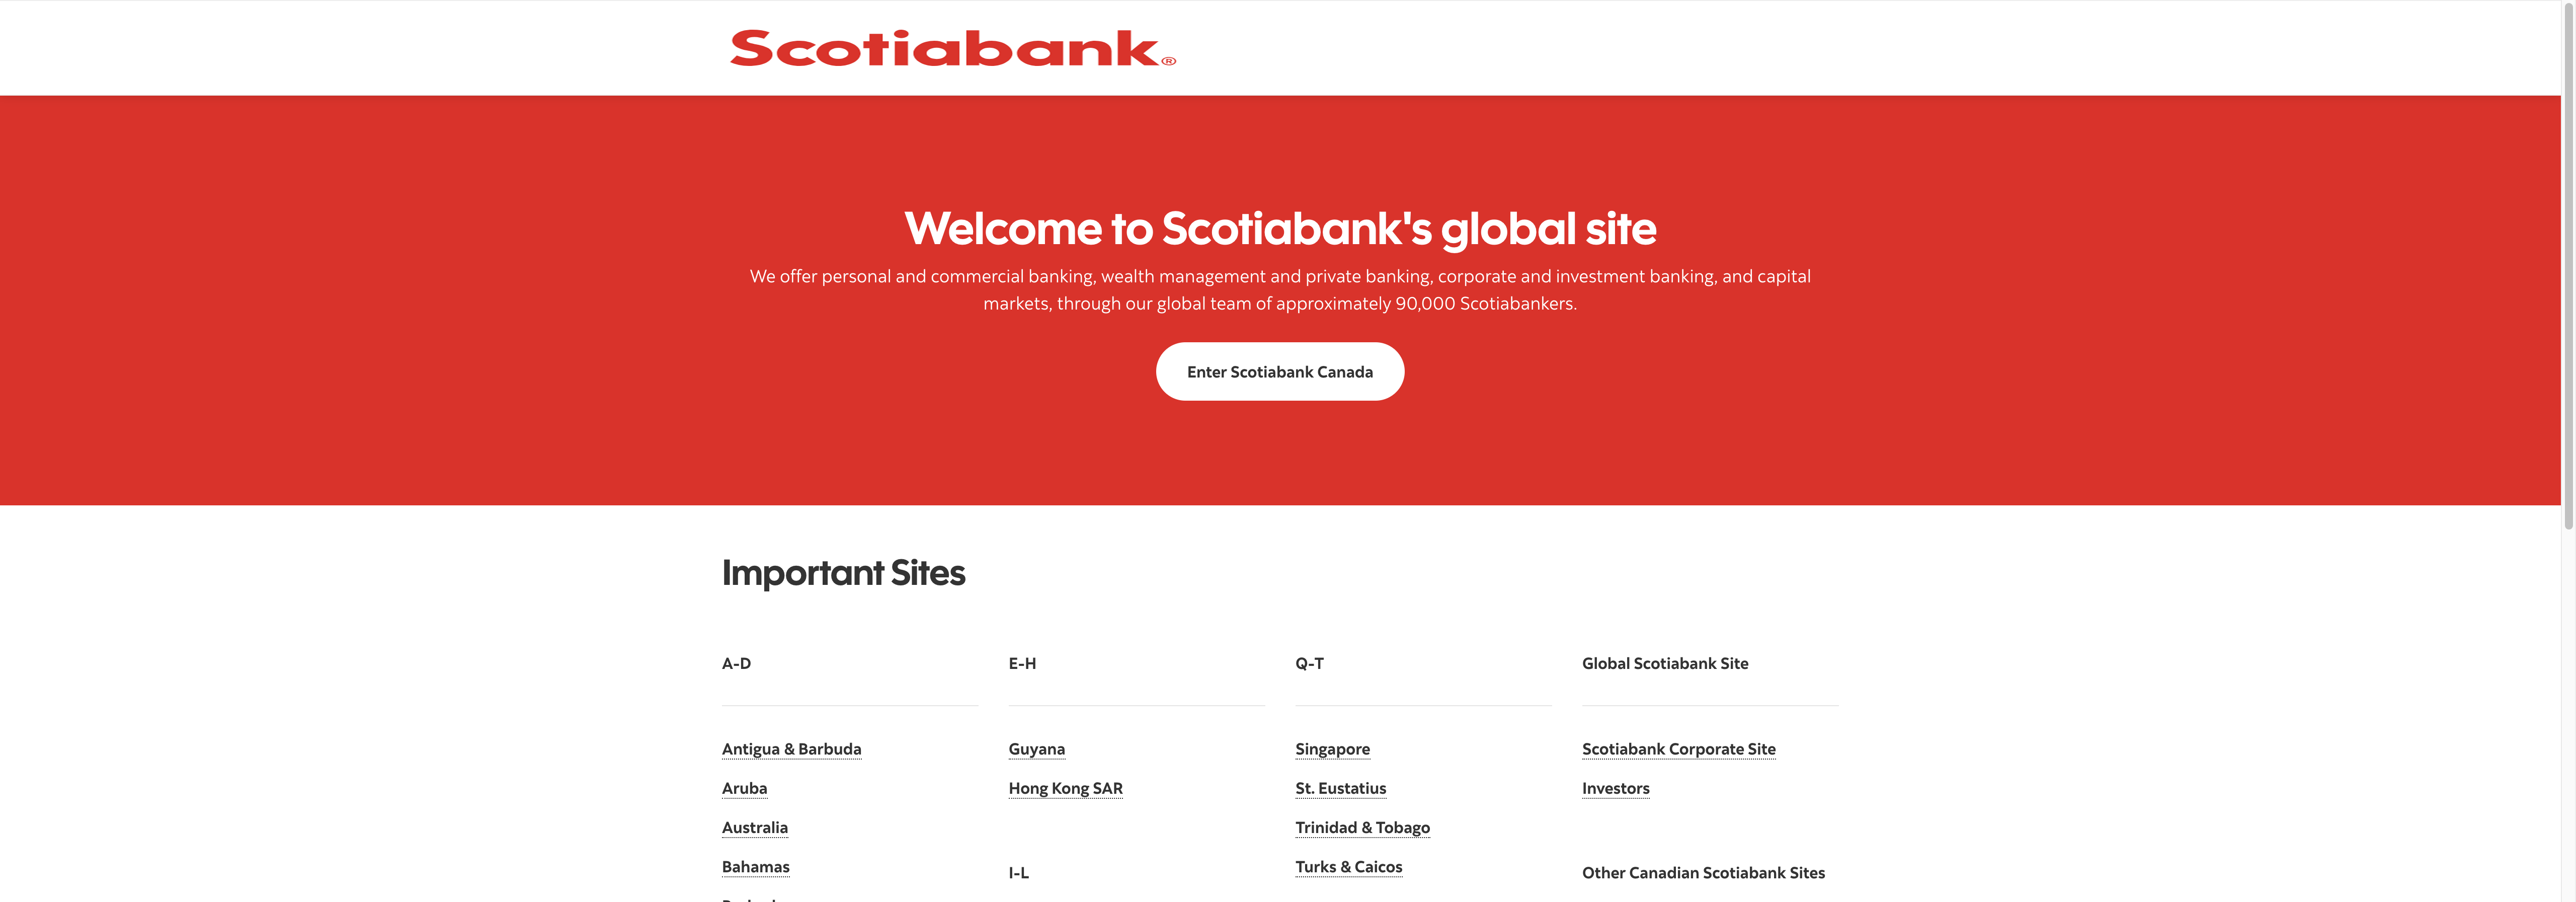 Scotiabank®
Welcome to Scotiabank's global site
We offer personal and commercial banking, wealth management and private banking, corporate and investment banking, and capital
markets, through our global team of approximately 90,000 Scotiabankers.
Enter Scotiabank Canada
Important Sites
A-D
Antigua & Barbuda
Aruba
Australia
Bahamas
E-H
Guyana
Hong Kong SAR
I-L
Q-T
Singapore
St. Eustatius
Trinidad & Tobago
Turks & Caicos
Global Scotiabank Site
Scotiabank Corporate Site
Investors
Other Canadian Scotiabank Sites